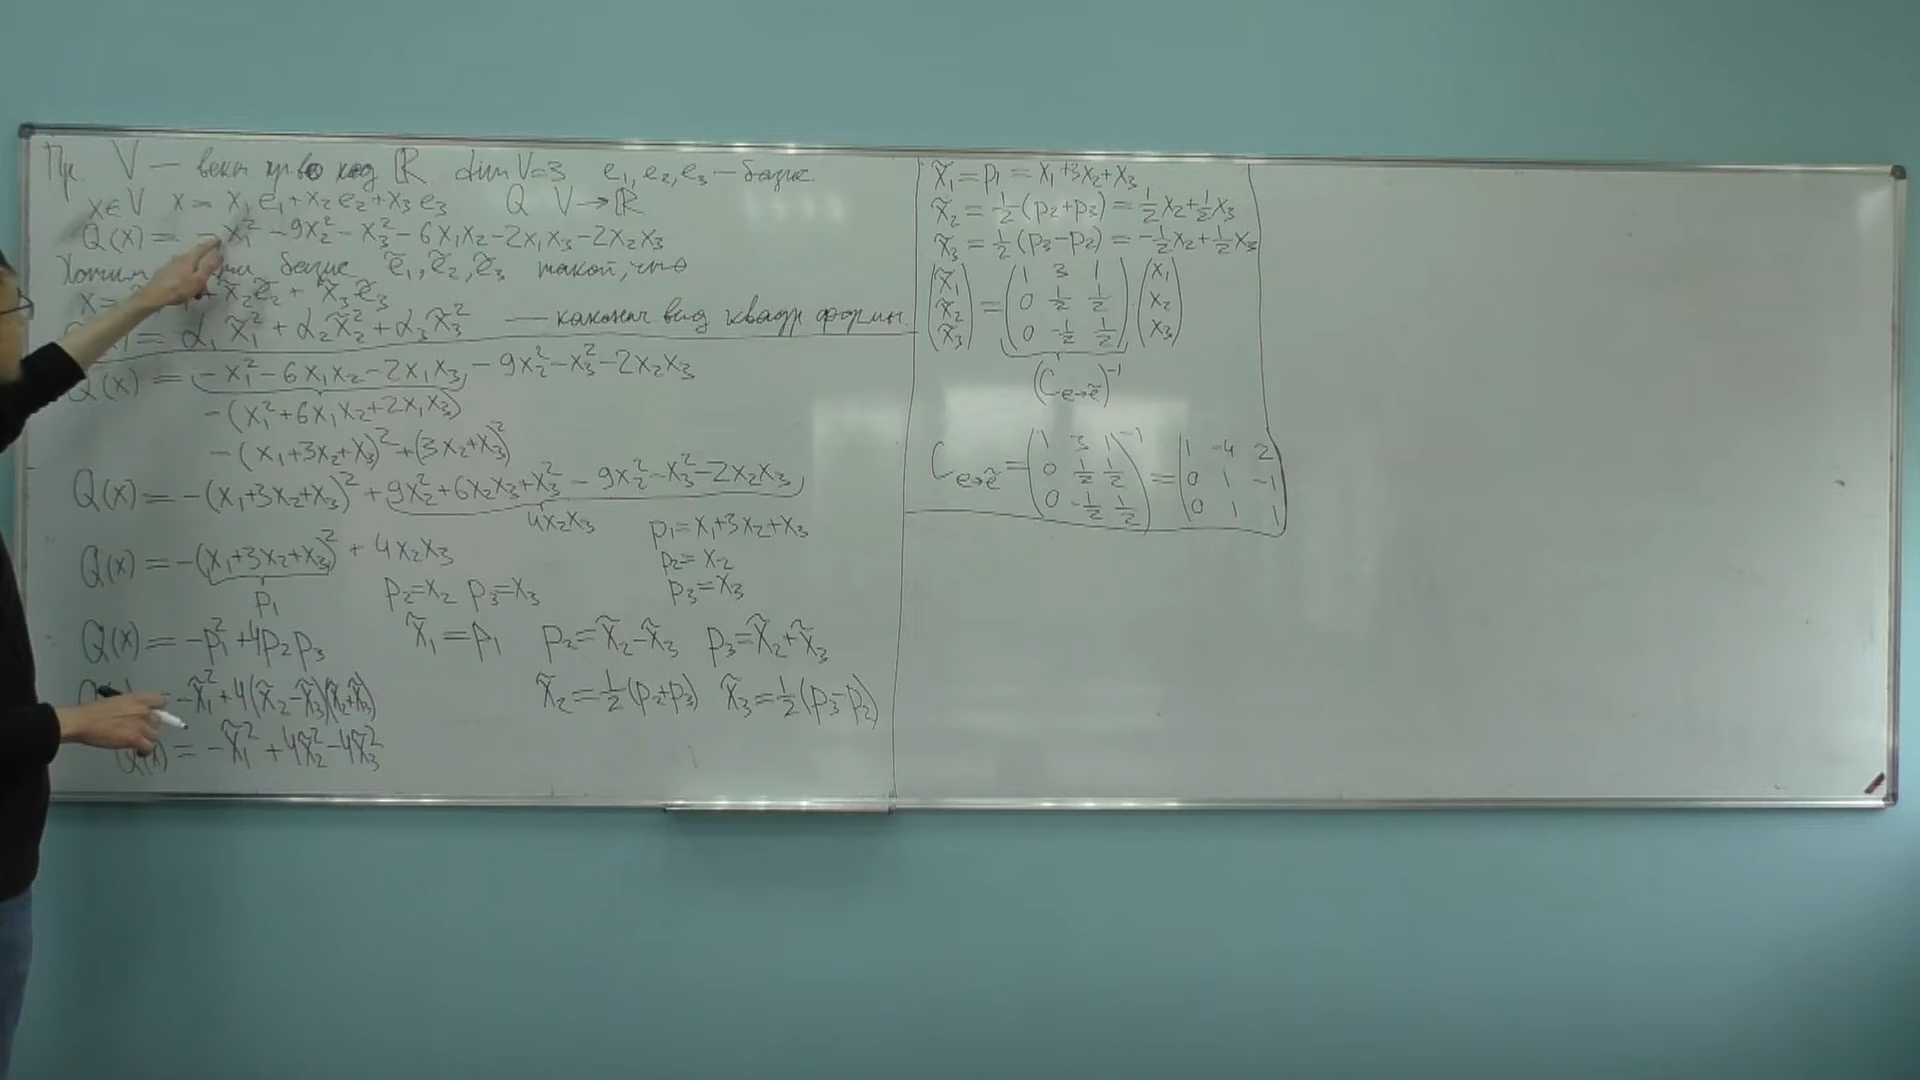 Пр. V — вект пр-во над ℝ dim V=3 e₁, e₂, e₃ — базис.
x∈V x = x₁e₁+x₂e₂+x₃e₃ Q V→ℝ
Q(x) = -x₁² - 9x₂² - x₃² - 6x₁x₂ - 2x₁x₃ - 2x₂x₃
Хотим базис ẽ₁, ẽ₂, ẽ₃ такой, что
x = + x̃₂ẽ₂ + x̃₃ẽ₃
= α₁x̃₁² + α₂x̃₂² + α₃x̃₃² — канонич вид квадр формы.
Q(x) = -x₁² - 6x₁x₂ - 2x₁x₃ - 9x₂² - x₃² - 2x₂x₃
-(x₁²+6x₁x₂+2x₁x₃)
-(x₁+3x₂+x₃)² + (3x₂+x₃)²
Q(x) = -(x₁+3x₂+x₃)² + 9x₂² + 6x₂x₃ + x₃² - 9x₂² - x₃² - 2x₂x₃
4x₂x₃
p₁=x₁+3x₂+x₃
p₂=x₂
p₃=x₃
Q(x) = -(x₁+3x₂+x₃)² + 4x₂x₃
p₁
p₂=x₂ p₃=x₃
Q(x) = -p₁² + 4p₂p₃ x̃₁=p₁ p₂=x̃₂-x̃₃ p₃=x̃₂+x̃₃
= -x̃₁² + 4(x̃₂-x̃₃)(x̃₂+x̃₃) x̃₂=½(p₂+p₃) x̃₃=½(p₃-p₂)
Q(x) = -x̃₁² + 4x̃₂² - 4x̃₃²
x̃₁ = p₁ = x₁+3x₂+x₃
x̃₂ = ½(p₂+p₃) = ½x₂+½x₃
x̃₃ = ½(p₃-p₂) = -½x₂+½x₃
(x̃₁) (1 3 1) (x₁)
(x̃₂) = (0 ½ ½) · (x₂)
(x̃₃) (0 -½ ½) (x₃)
(C e→ẽ)⁻¹
(1 3 1)⁻¹ (1 -4 2)
C e→ẽ = (0 ½ ½) = (0 1 -1)
(0 -½ ½) (0 1 1)